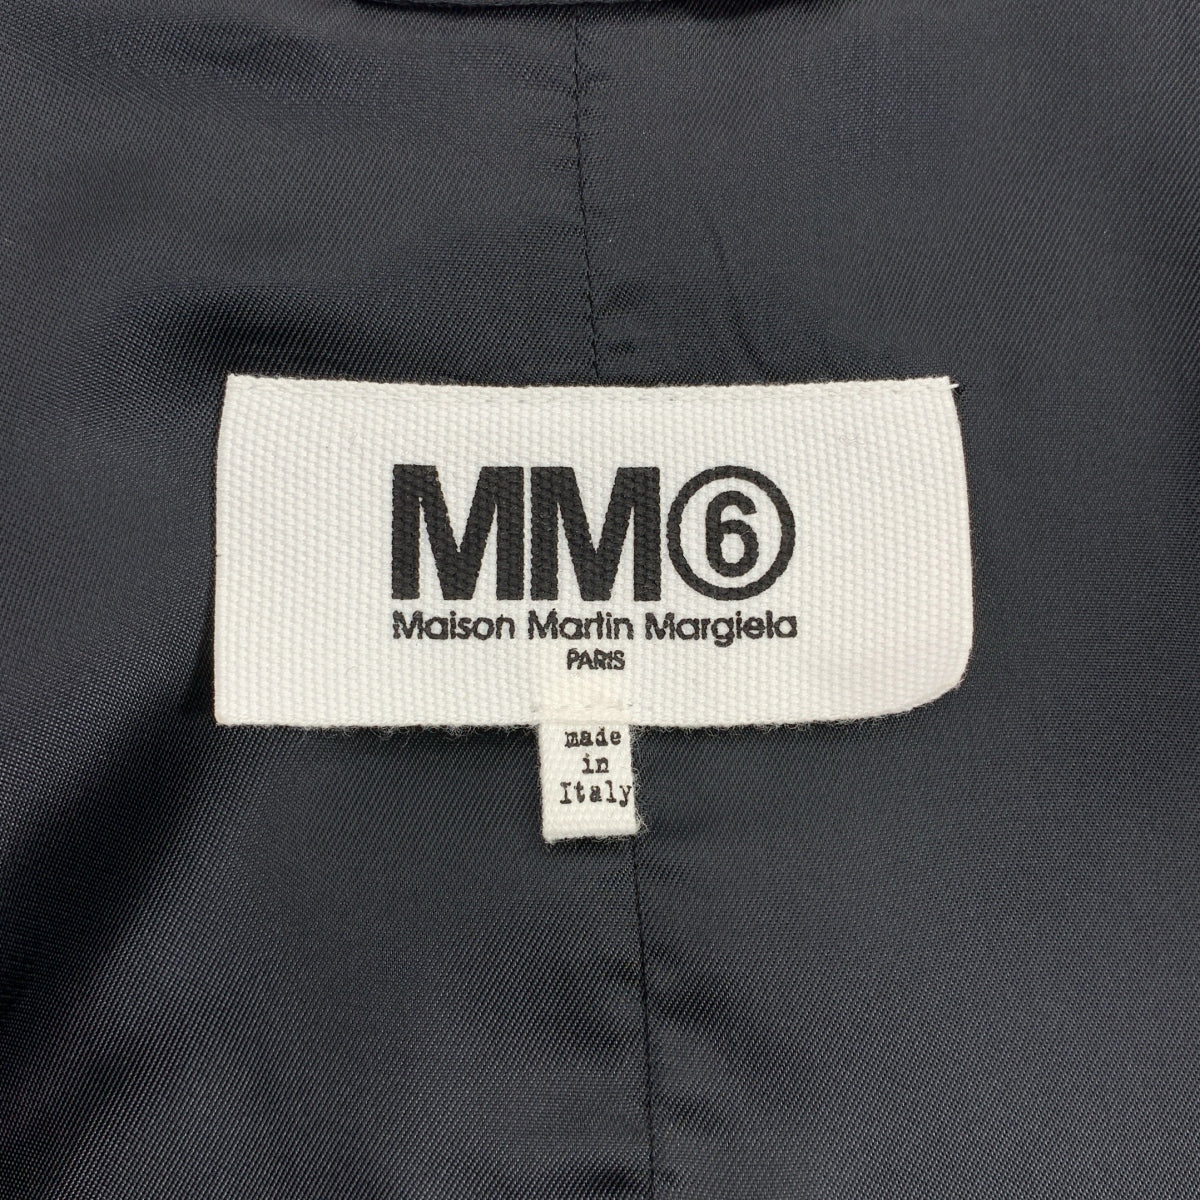 MM⑥
Maison Martin Margiela
PARIS
made
in
Italy